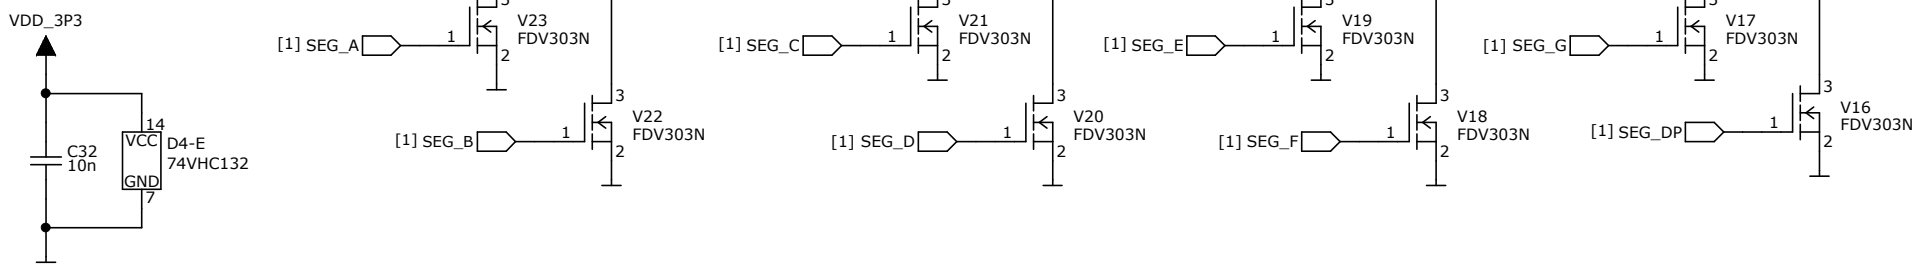 VDD_3P3
C32
10n
14
VCC
GND
7
D4-E
74VHC132
[1] SEG_A
1
2
V23
FDV303N
[1] SEG_B
1
3
2
V22
FDV303N
[1] SEG_C
1
2
V21
FDV303N
[1] SEG_D
1
3
2
V20
FDV303N
[1] SEG_E
1
2
V19
FDV303N
[1] SEG_F
1
3
2
V18
FDV303N
[1] SEG_G
1
2
V17
FDV303N
[1] SEG_DP
1
3
2
V16
FDV303N